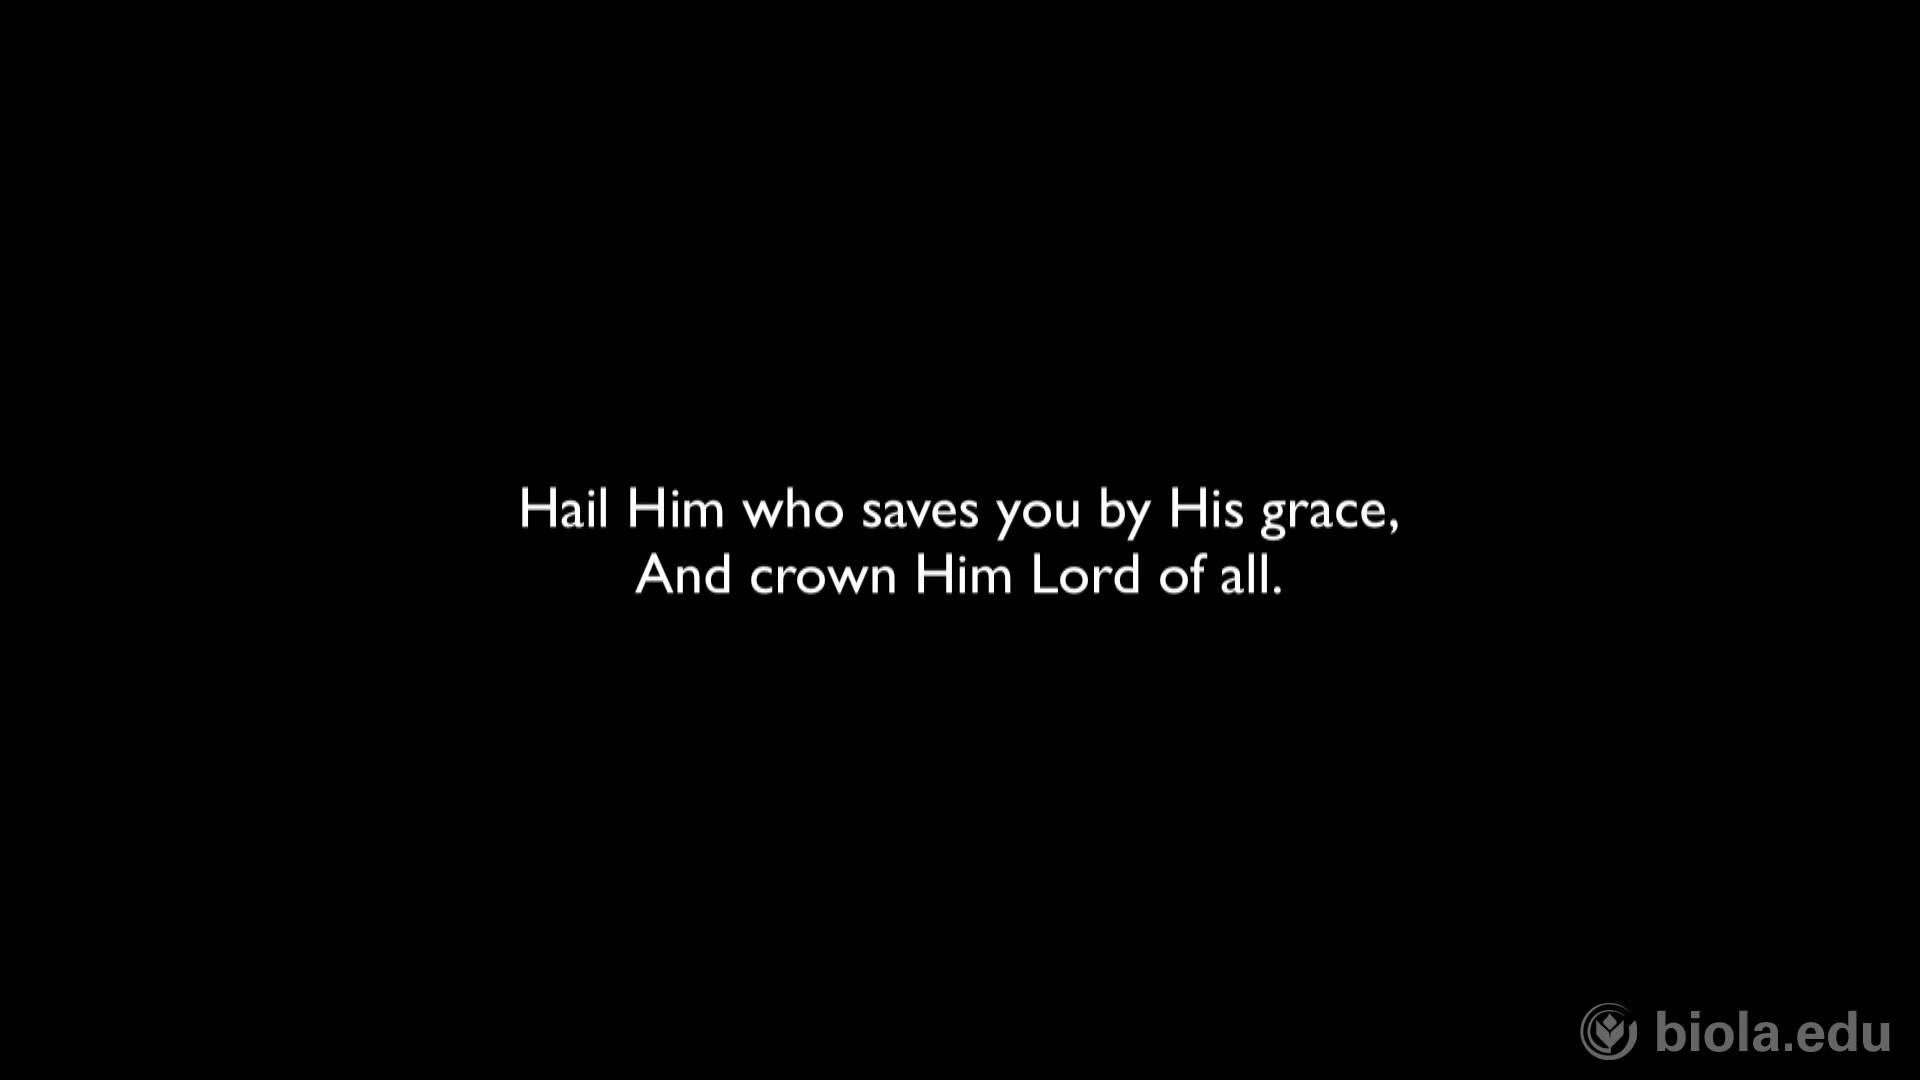 Hail Him who saves you by His grace,
And crown Him Lord of all.
biola.edu